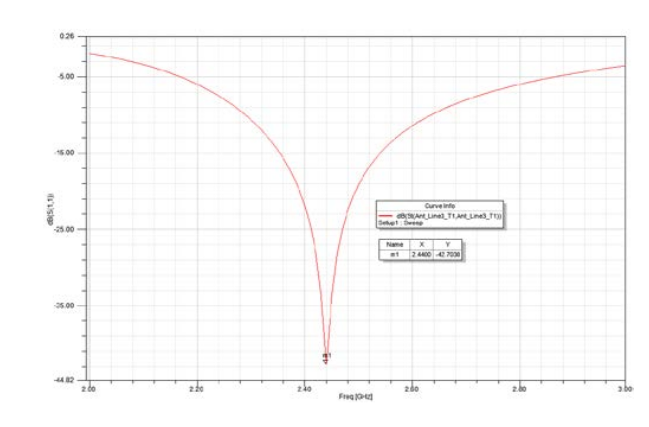 0.26
-5.00
-15.00
-25.00
-35.00
-44.82
dB(S(1,1))
Curve Info
dB(St(Ant_Line3_T1,Ant_Line3_T1))
Setup1 : Sweep
Name X Y
m1 2.4400 -42.7038
m1
2.00 2.20 2.40 2.60 2.80 3.00
Freq [GHz]